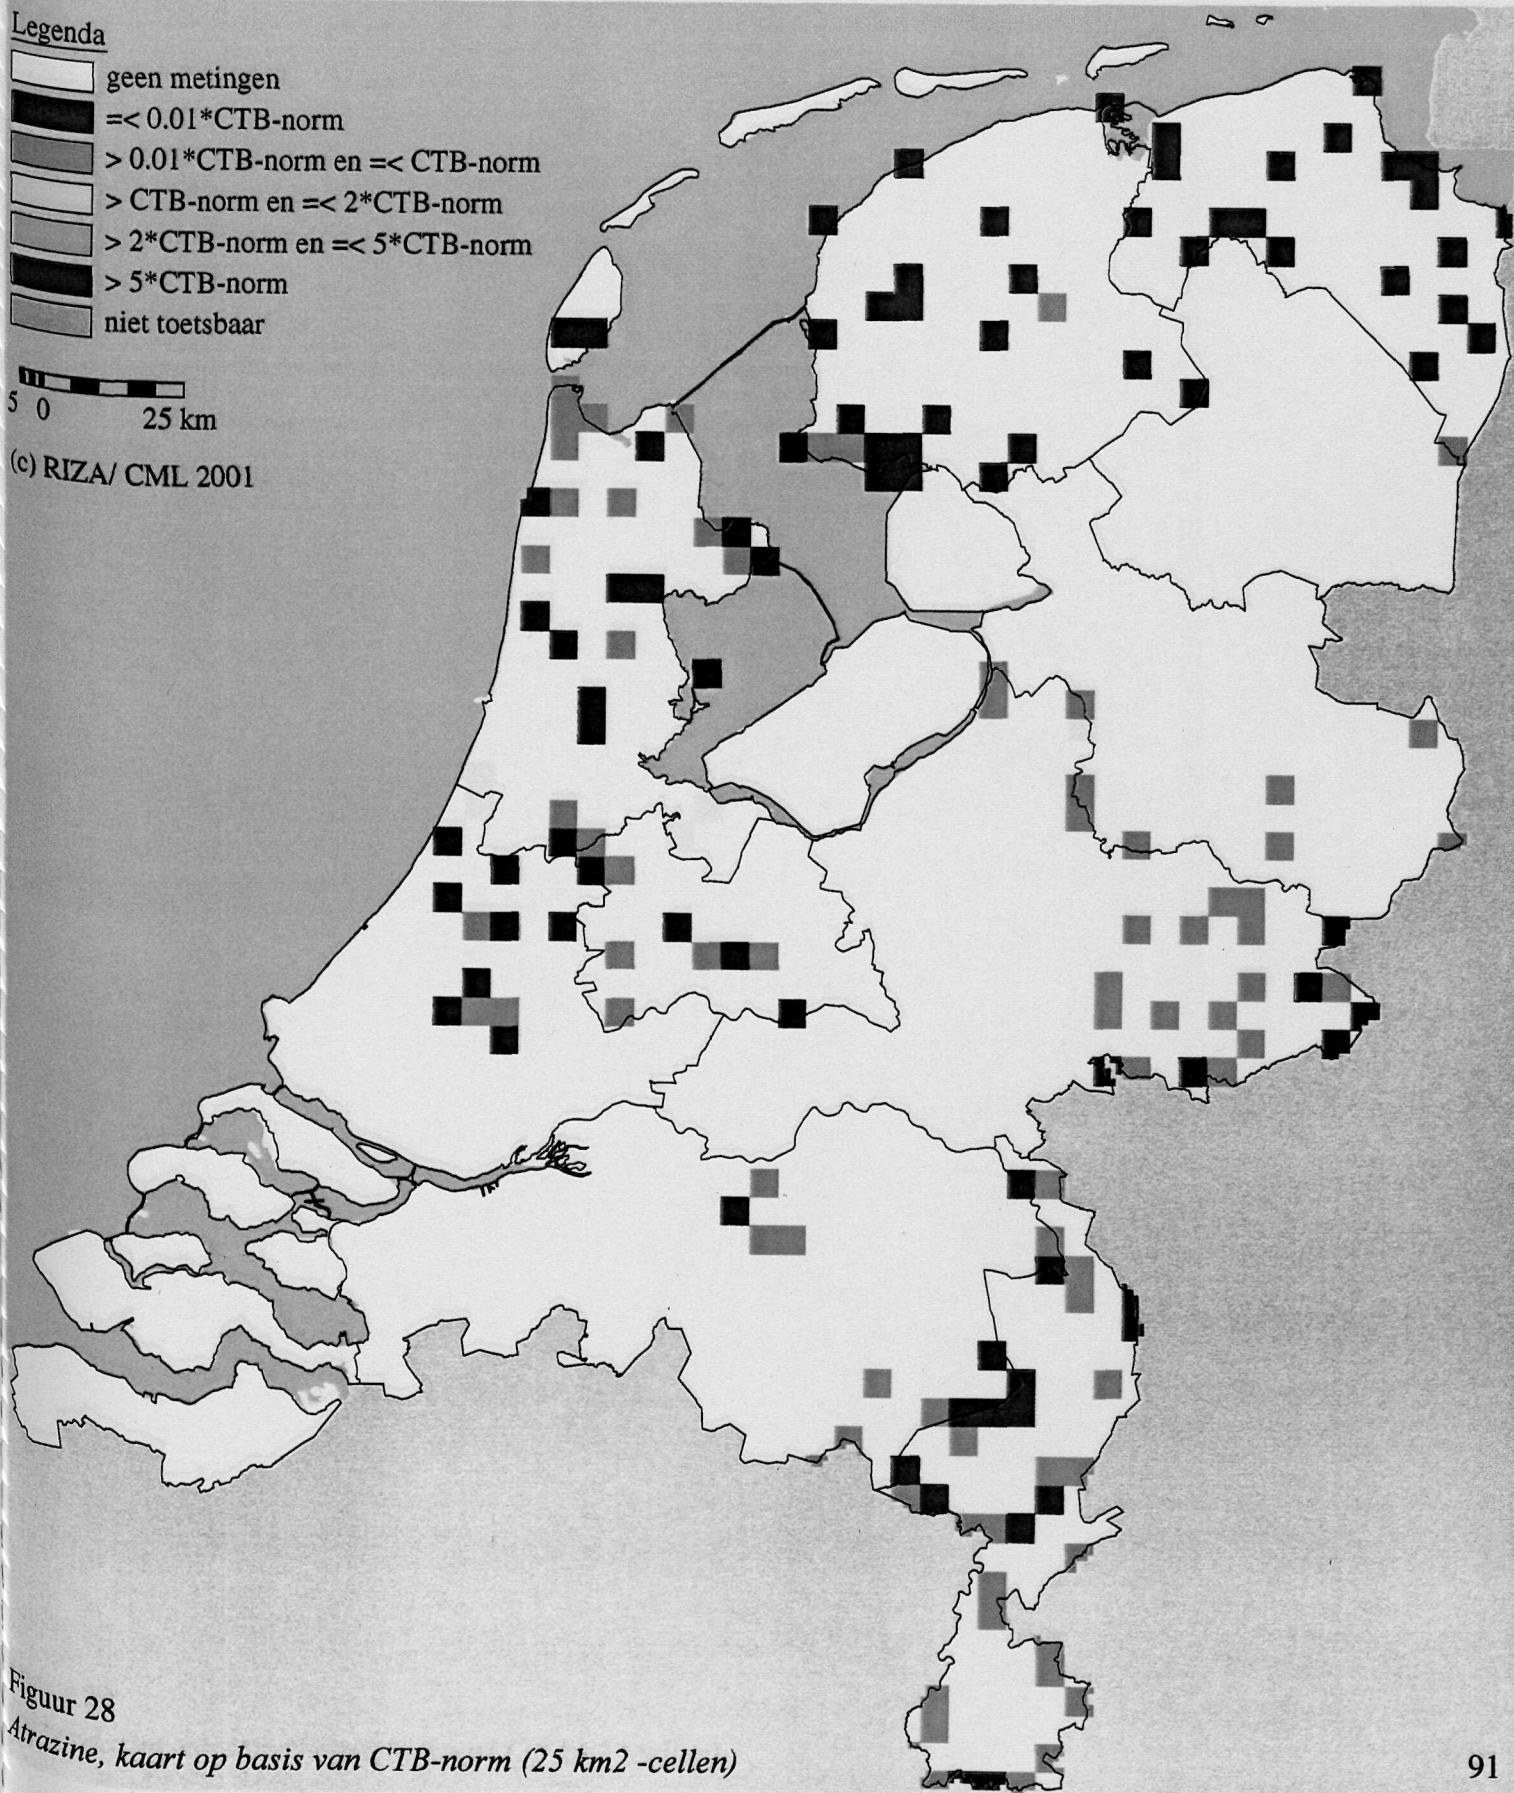 Legenda
geen metingen
=< 0.01*CTB-norm
> 0.01*CTB-norm en =< CTB-norm
> CTB-norm en =< 2*CTB-norm
> 2*CTB-norm en =< 5*CTB-norm
> 5*CTB-norm
niet toetsbaar
5 0 25 km
(c) RIZA/ CML 2001
Figuur 28
Atrazine, kaart op basis van CTB-norm (25 km2 -cellen)
91